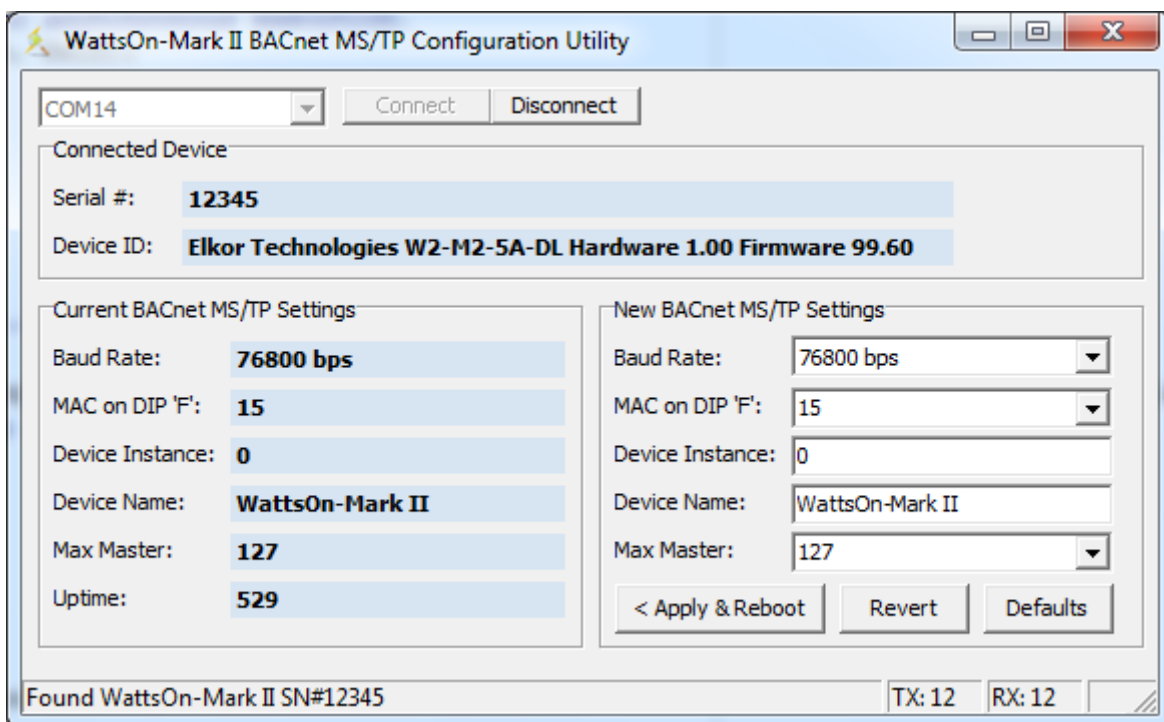 WattsOn-Mark II BACnet MS/TP Configuration Utility
COM14 Connect Disconnect
Connected Device
Serial #: 12345
Device ID: Elkor Technologies W2-M2-5A-DL Hardware 1.00 Firmware 99.60
Current BACnet MS/TP Settings
Baud Rate: 76800 bps
MAC on DIP 'F': 15
Device Instance: 0
Device Name: WattsOn-Mark II
Max Master: 127
Uptime: 529
New BACnet MS/TP Settings
Baud Rate: 76800 bps
MAC on DIP 'F': 15
Device Instance: 0
Device Name: WattsOn-Mark II
Max Master: 127
< Apply & Reboot Revert Defaults
Found WattsOn-Mark II SN#12345 TX: 12 RX: 12